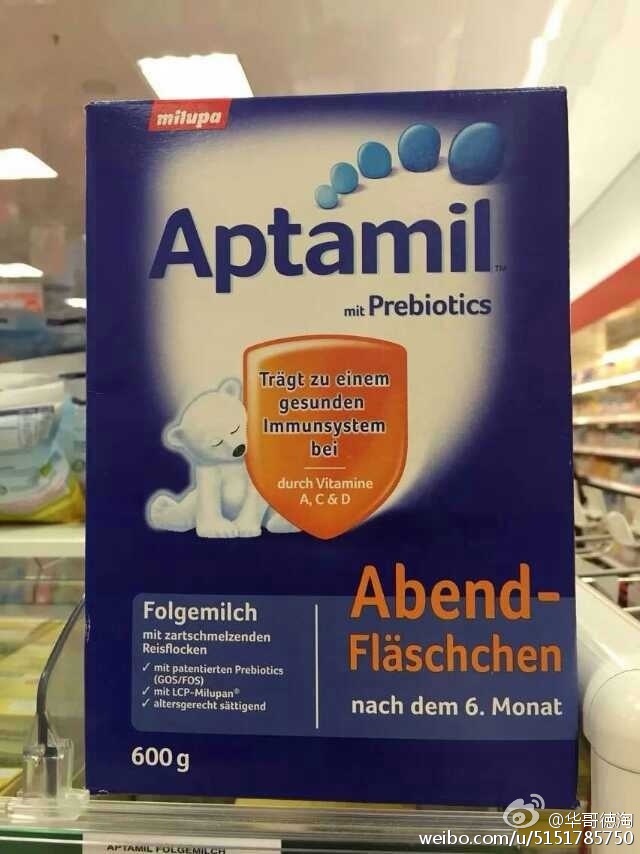 milupa
Aptamil™
mit Prebiotics
Trägt zu einem
gesunden
Immunsystem
bei
durch Vitamine
A, C & D
Abend-
Fläschchen
nach dem 6. Monat
Folgemilch
mit zartschmelzenden
Reisflocken
✓ mit patentierten Prebiotics
(GOS/FOS)
✓ mit LCP-Milupan®
✓ altersgerecht sättigend
600 g
APTAMIL FOLGEMILCH
@华哥德淘
weibo.com/u/5151785750